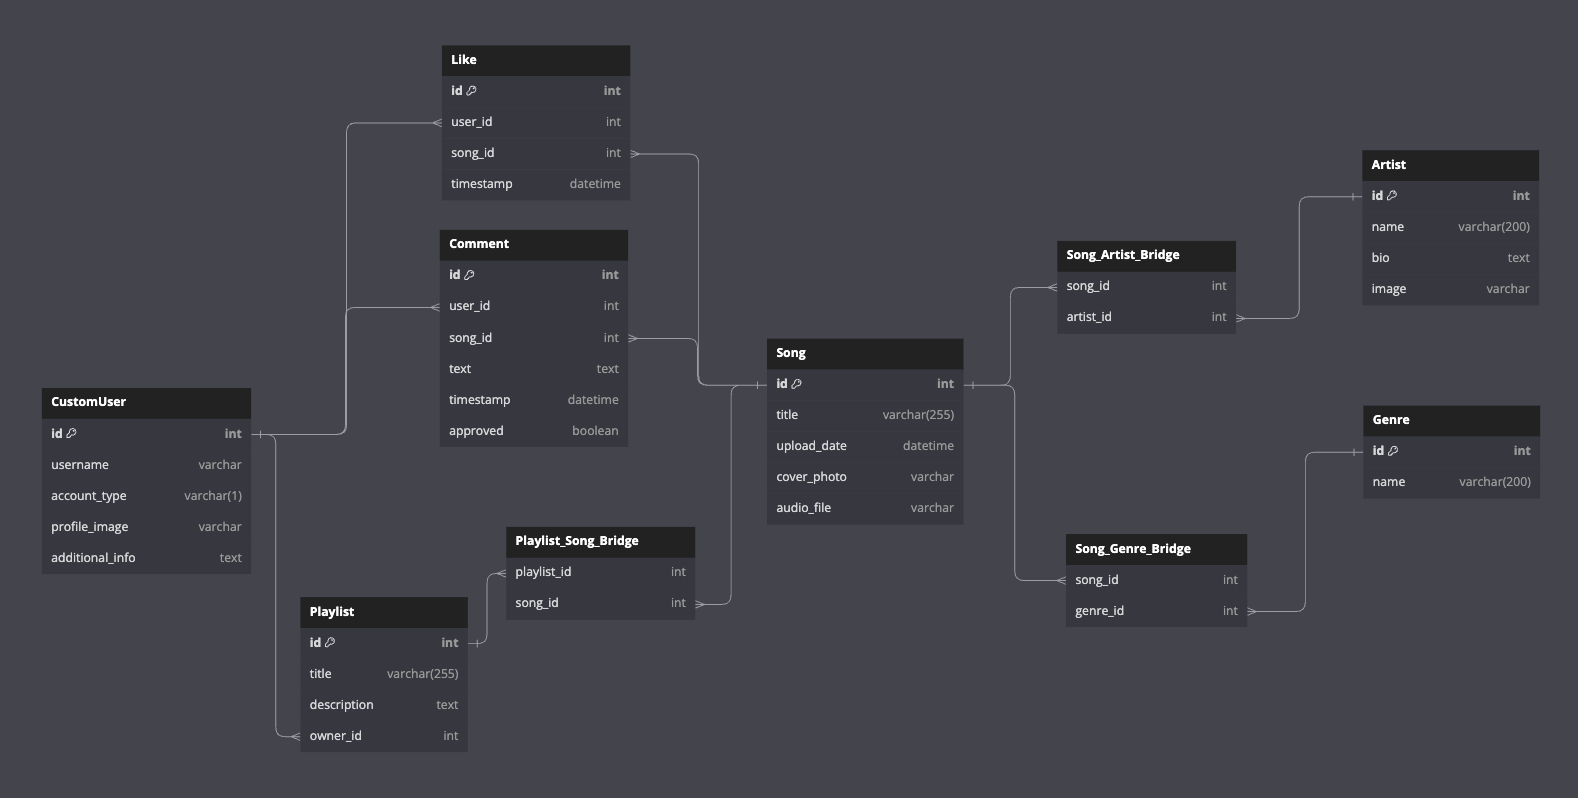 Like
id int
user_id int
song_id int
timestamp datetime
Comment
id int
user_id int
song_id int
text text
timestamp datetime
approved boolean
CustomUser
id int
username varchar
account_type varchar(1)
profile_image varchar
additional_info text
Playlist
id int
title varchar(255)
description text
owner_id int
Playlist_Song_Bridge
playlist_id int
song_id int
Song
id int
title varchar(255)
upload_date datetime
cover_photo varchar
audio_file varchar
Song_Artist_Bridge
song_id int
artist_id int
Artist
id int
name varchar(200)
bio text
image varchar
Genre
id int
name varchar(200)
Song_Genre_Bridge
song_id int
genre_id int